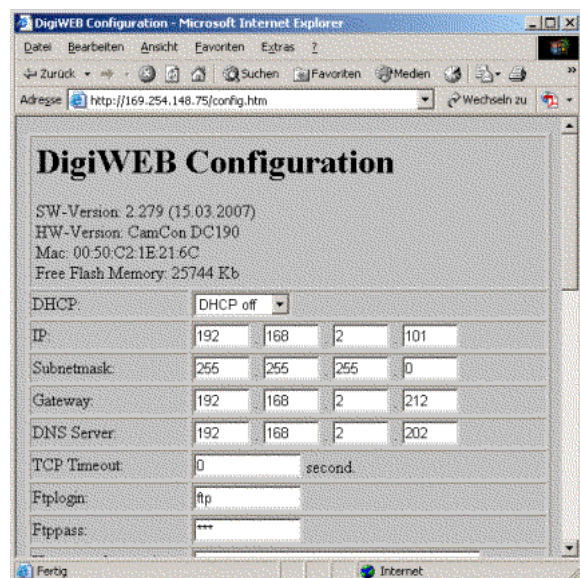 DigiWEB Configuration - Microsoft Internet Explorer
Datei Bearbeiten Ansicht Favoriten Extras ?
Zurück Suchen Favoriten Medien »
Adresse http://169.254.148.75/config.htm Wechseln zu
DigiWEB Configuration
SW-Version: 2.279 (15.03.2007)
HW-Version: CamCon DC190
Mac: 00:50:C2:1E:21:6C
Free Flash Memory: 25744 Kb
DHCP: DHCP off
IP: 192 . 168 . 2 . 101
Subnetmask: 255 . 255 . 255 . 0
Gateway: 192 . 168 . 2 . 212
DNS Server: 192 . 168 . 2 . 202
TCP Timeout: 0 second.
Ftplogin: ftp
Ftppass: ***
Fertig Internet